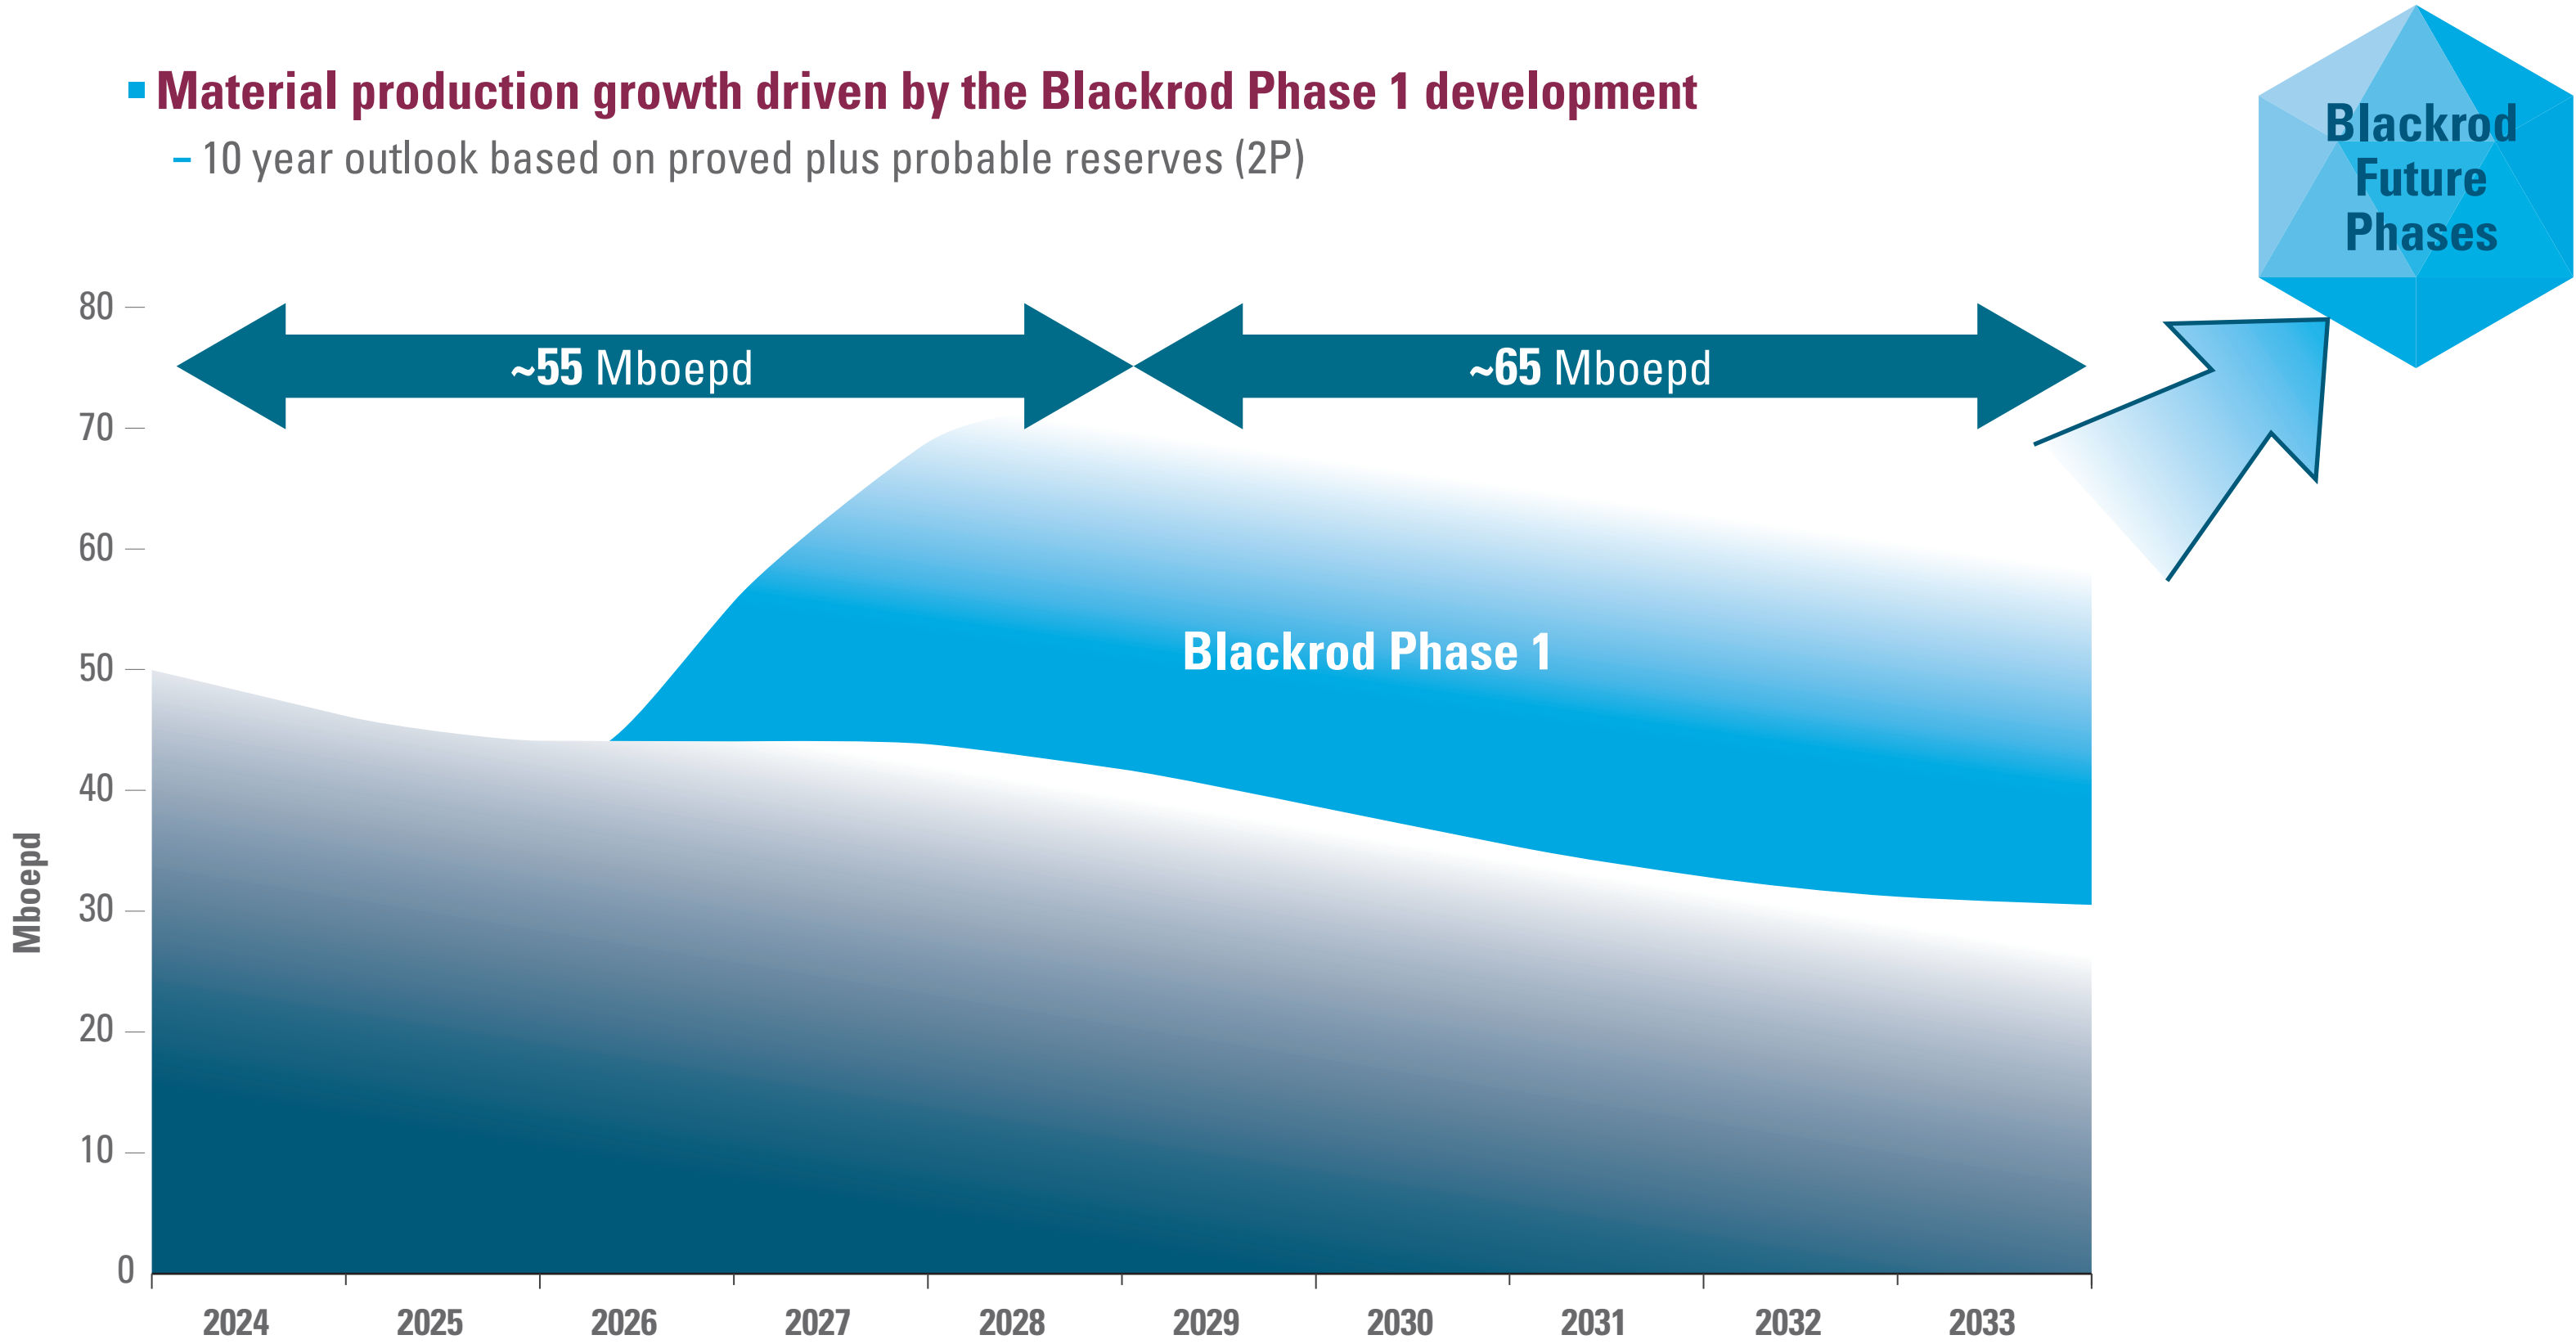 ■ Material production growth driven by the Blackrod Phase 1 development
– 10 year outlook based on proved plus probable reserves (2P)
Blackrod
Future
Phases
~55 Mboepd
~65 Mboepd
Blackrod Phase 1
Mboepd
80
70
60
50
40
30
20
10
0
2024 2025 2026 2027 2028 2029 2030 2031 2032 2033